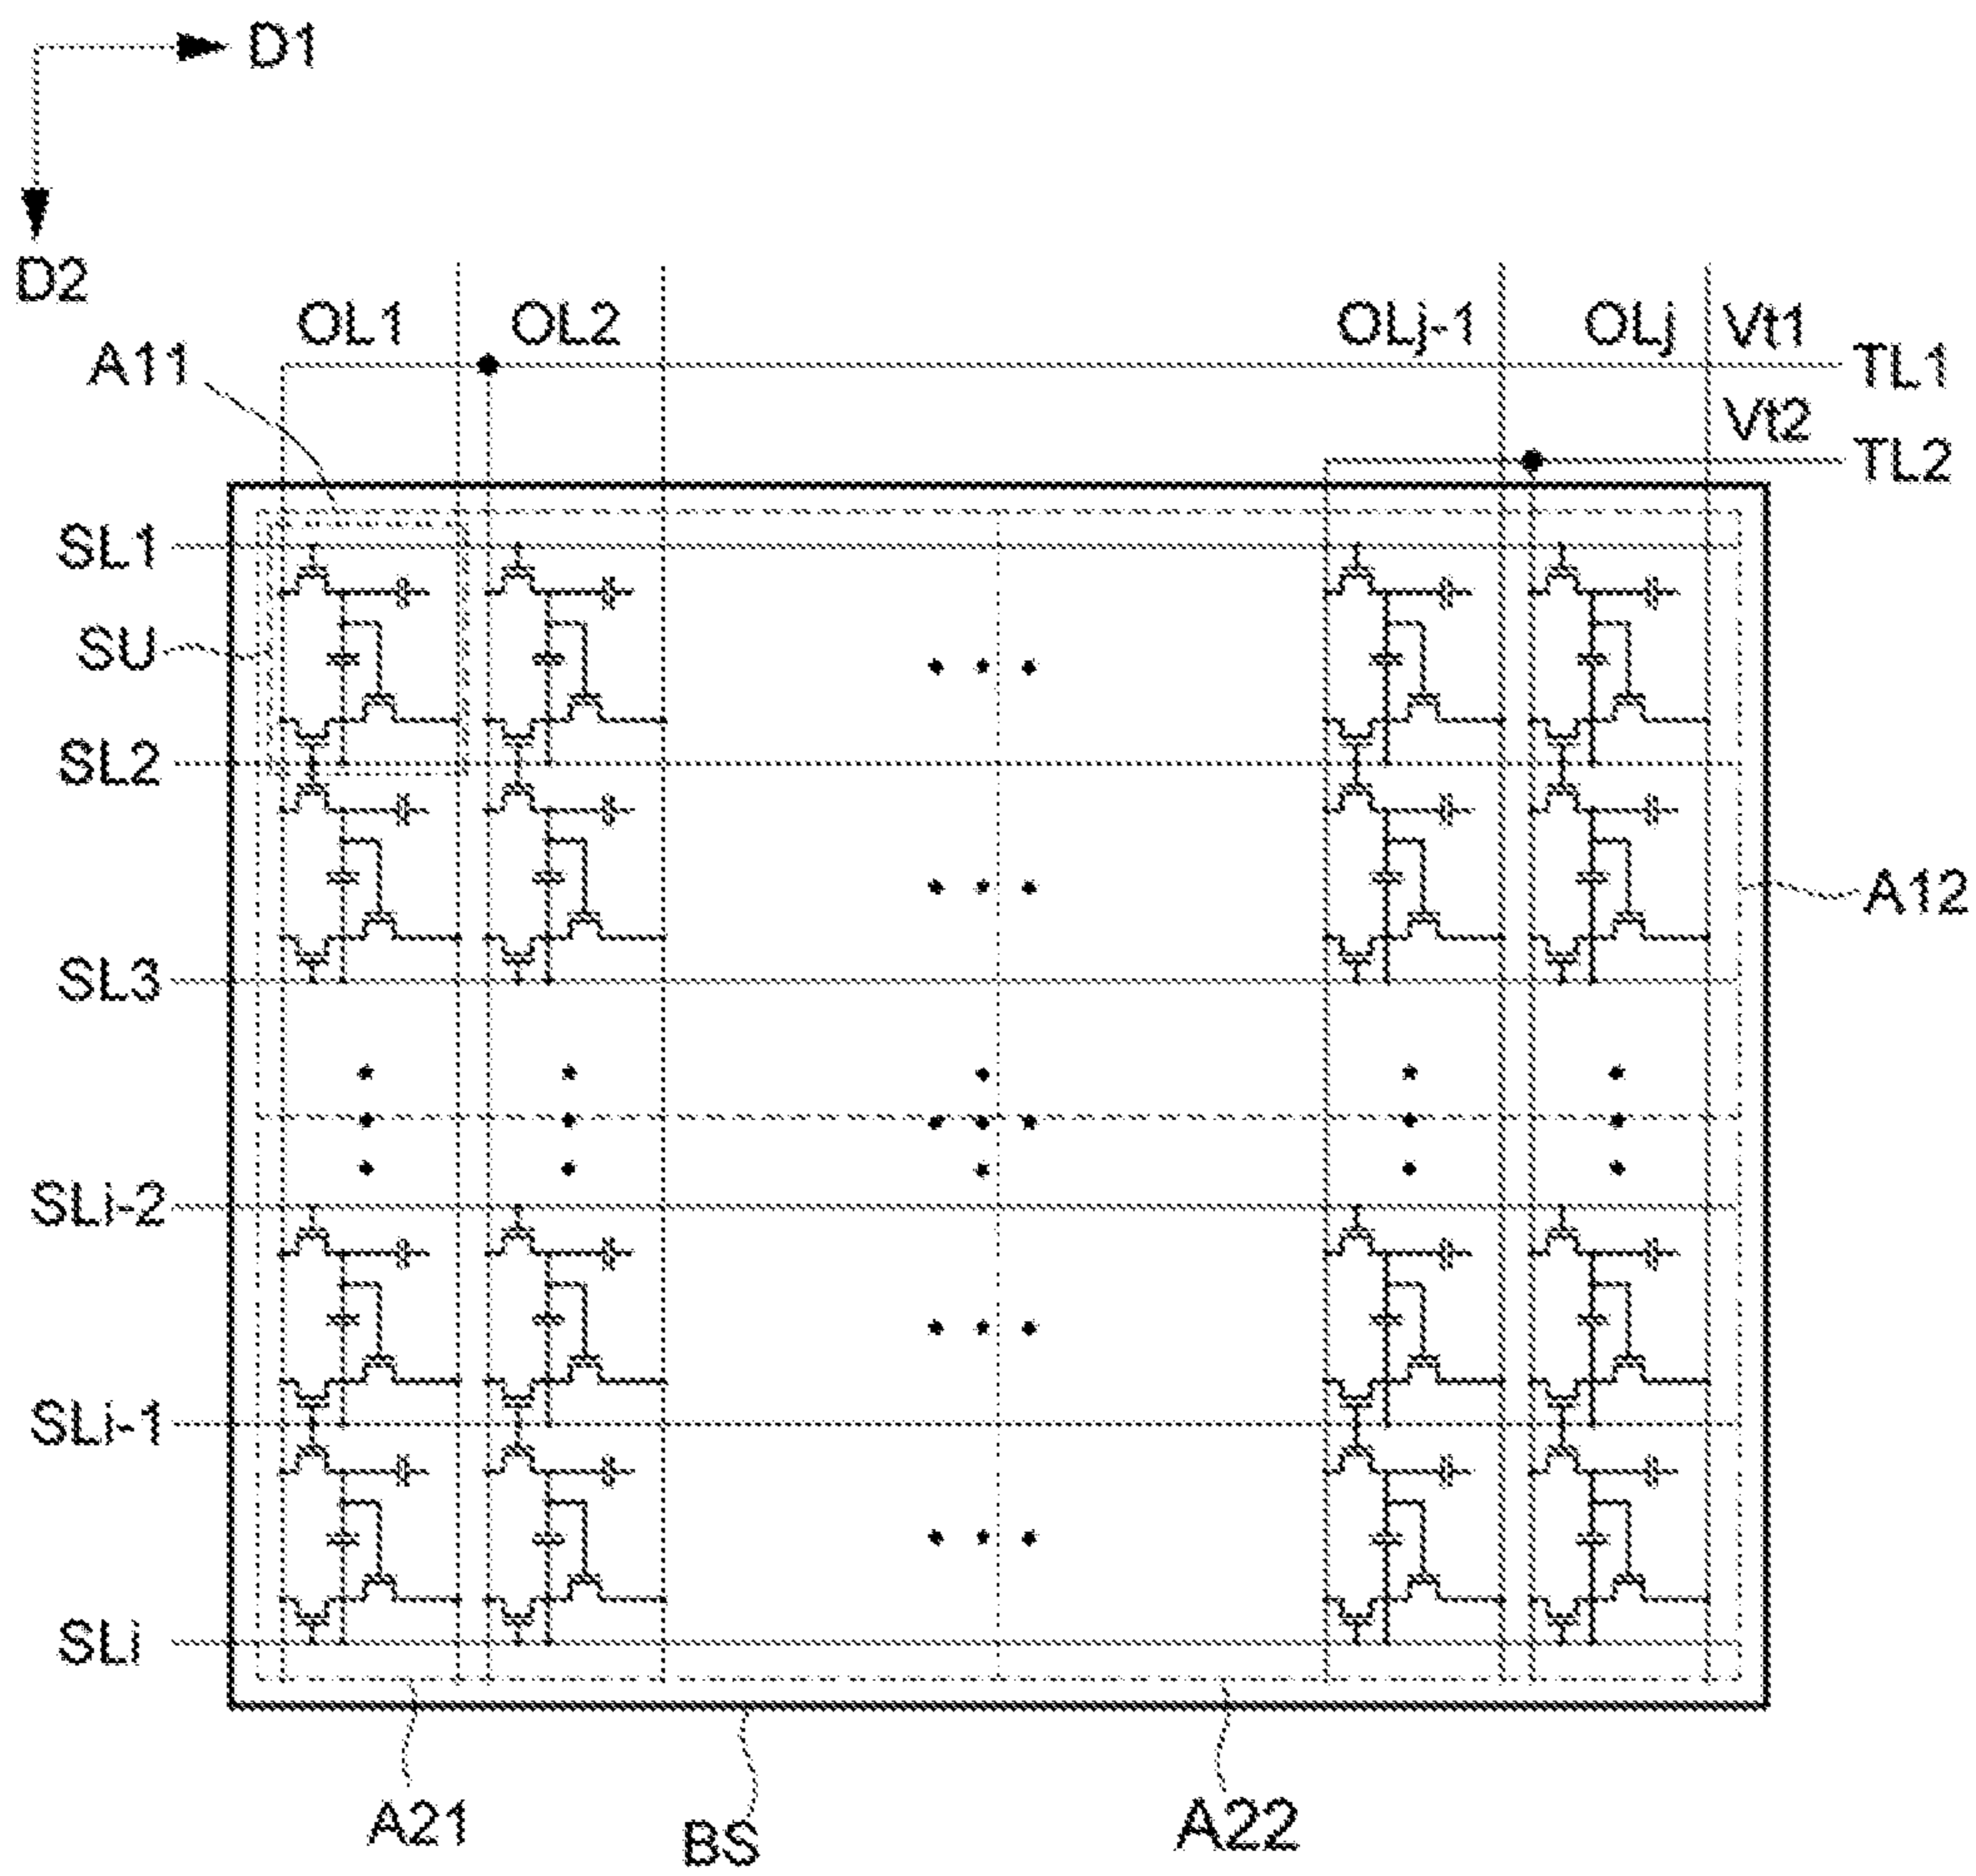 D1
D2
OL1 OL2 OLj-1 OLj Vt1
A11
TL1
Vt2
TL2
SL1
SU
SL2
A12
SL3
SLi-2
SLi-1
SLi
A21
BS
A22